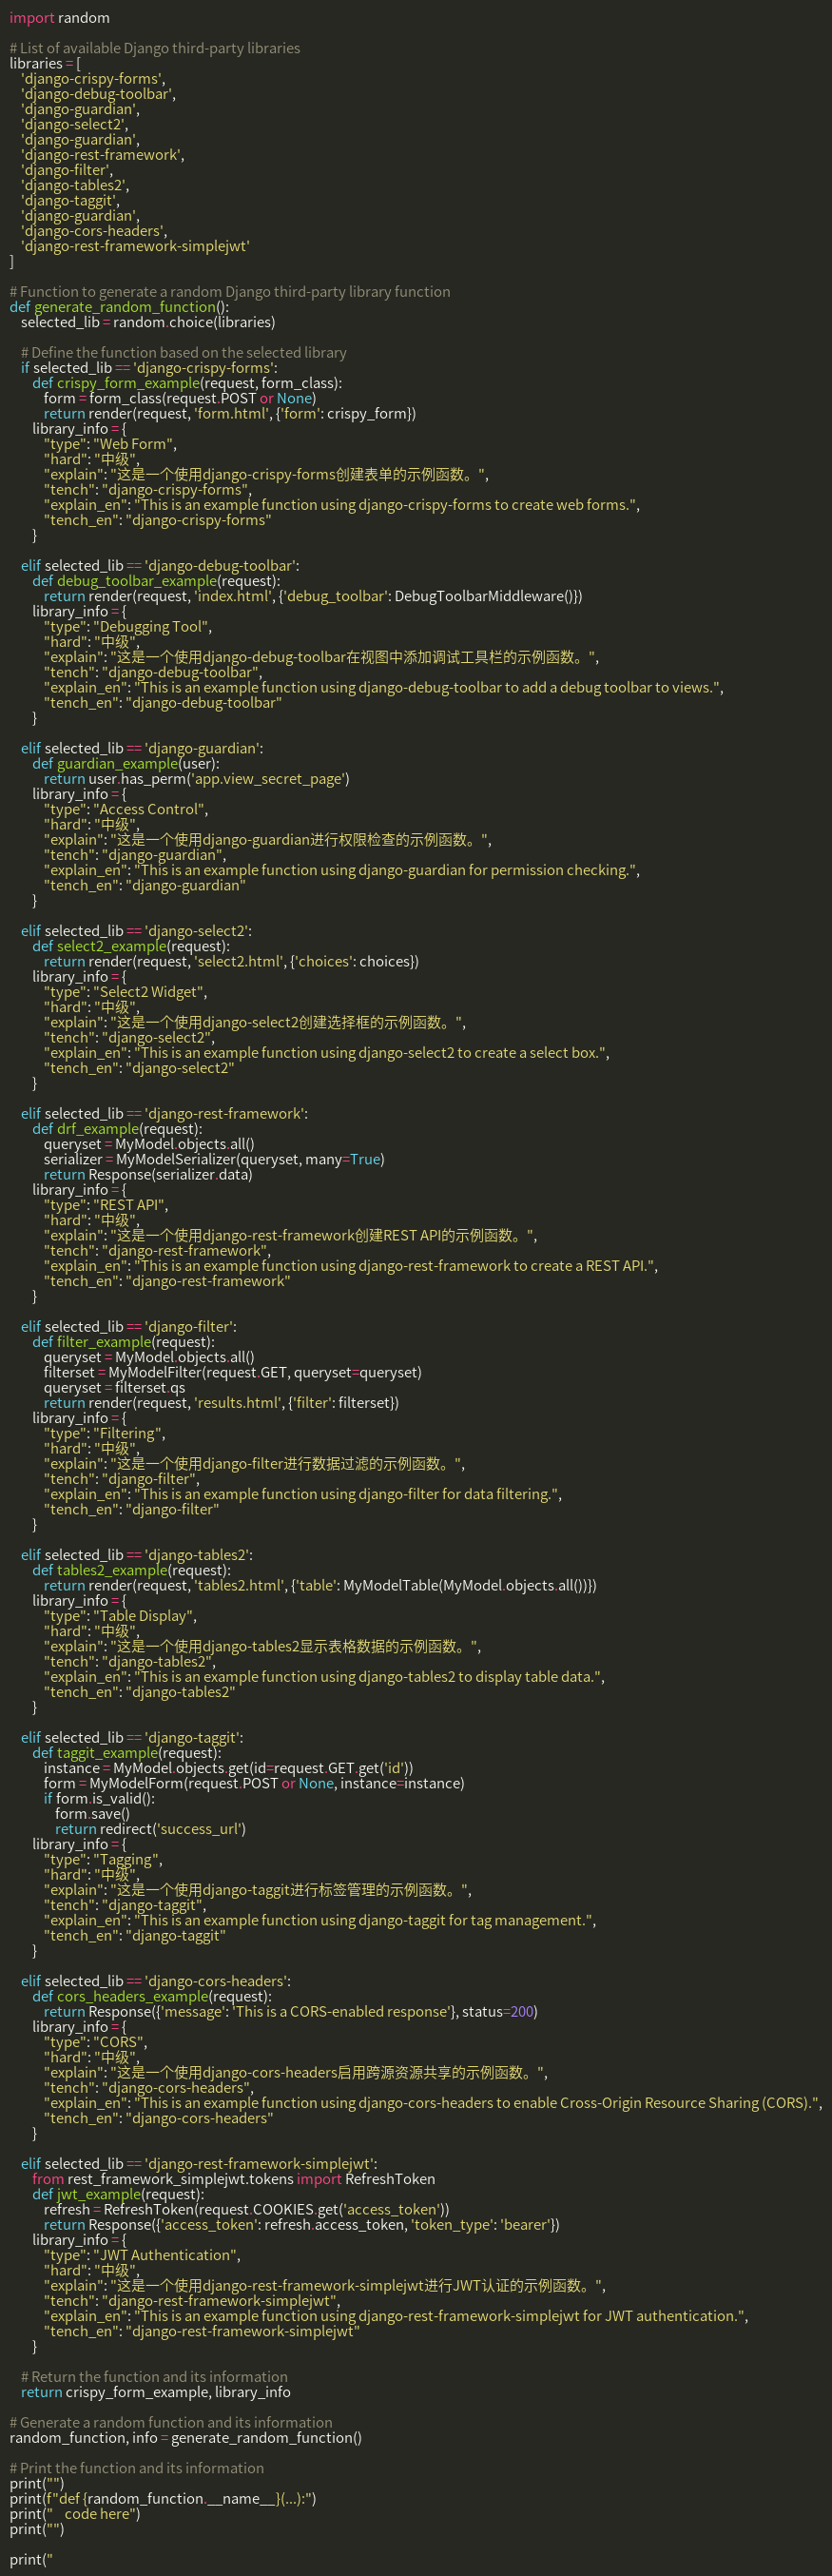 import random

# List of available Django third-party libraries
libraries = [
    'django-crispy-forms',
    'django-debug-toolbar',
    'django-guardian',
    'django-select2',
    'django-guardian',
    'django-rest-framework',
    'django-filter',
    'django-tables2',
    'django-taggit',
    'django-guardian',
    'django-cors-headers',
    'django-rest-framework-simplejwt'
]

# Function to generate a random Django third-party library function
def generate_random_function():
    selected_lib = random.choice(libraries)

    # Define the function based on the selected library
    if selected_lib == 'django-crispy-forms':
        def crispy_form_example(request, form_class):
            form = form_class(request.POST or None)
            return render(request, 'form.html', {'form': crispy_form})
        library_info = {
            "type": "Web Form",
            "hard": "中级",
            "explain": "这是一个使用django-crispy-forms创建表单的示例函数。",
            "tench": "django-crispy-forms",
            "explain_en": "This is an example function using django-crispy-forms to create web forms.",
            "tench_en": "django-crispy-forms"
        }

    elif selected_lib == 'django-debug-toolbar':
        def debug_toolbar_example(request):
            return render(request, 'index.html', {'debug_toolbar': DebugToolbarMiddleware()})
        library_info = {
            "type": "Debugging Tool",
            "hard": "中级",
            "explain": "这是一个使用django-debug-toolbar在视图中添加调试工具栏的示例函数。",
            "tench": "django-debug-toolbar",
            "explain_en": "This is an example function using django-debug-toolbar to add a debug toolbar to views.",
            "tench_en": "django-debug-toolbar"
        }

    elif selected_lib == 'django-guardian':
        def guardian_example(user):
            return user.has_perm('app.view_secret_page')
        library_info = {
            "type": "Access Control",
            "hard": "中级",
            "explain": "这是一个使用django-guardian进行权限检查的示例函数。",
            "tench": "django-guardian",
            "explain_en": "This is an example function using django-guardian for permission checking.",
            "tench_en": "django-guardian"
        }

    elif selected_lib == 'django-select2':
        def select2_example(request):
            return render(request, 'select2.html', {'choices': choices})
        library_info = {
            "type": "Select2 Widget",
            "hard": "中级",
            "explain": "这是一个使用django-select2创建选择框的示例函数。",
            "tench": "django-select2",
            "explain_en": "This is an example function using django-select2 to create a select box.",
            "tench_en": "django-select2"
        }

    elif selected_lib == 'django-rest-framework':
        def drf_example(request):
            queryset = MyModel.objects.all()
            serializer = MyModelSerializer(queryset, many=True)
            return Response(serializer.data)
        library_info = {
            "type": "REST API",
            "hard": "中级",
            "explain": "这是一个使用django-rest-framework创建REST API的示例函数。",
            "tench": "django-rest-framework",
            "explain_en": "This is an example function using django-rest-framework to create a REST API.",
            "tench_en": "django-rest-framework"
        }

    elif selected_lib == 'django-filter':
        def filter_example(request):
            queryset = MyModel.objects.all()
            filterset = MyModelFilter(request.GET, queryset=queryset)
            queryset = filterset.qs
            return render(request, 'results.html', {'filter': filterset})
        library_info = {
            "type": "Filtering",
            "hard": "中级",
            "explain": "这是一个使用django-filter进行数据过滤的示例函数。",
            "tench": "django-filter",
            "explain_en": "This is an example function using django-filter for data filtering.",
            "tench_en": "django-filter"
        }

    elif selected_lib == 'django-tables2':
        def tables2_example(request):
            return render(request, 'tables2.html', {'table': MyModelTable(MyModel.objects.all())})
        library_info = {
            "type": "Table Display",
            "hard": "中级",
            "explain": "这是一个使用django-tables2显示表格数据的示例函数。",
            "tench": "django-tables2",
            "explain_en": "This is an example function using django-tables2 to display table data.",
            "tench_en": "django-tables2"
        }

    elif selected_lib == 'django-taggit':
        def taggit_example(request):
            instance = MyModel.objects.get(id=request.GET.get('id'))
            form = MyModelForm(request.POST or None, instance=instance)
            if form.is_valid():
                form.save()
                return redirect('success_url')
        library_info = {
            "type": "Tagging",
            "hard": "中级",
            "explain": "这是一个使用django-taggit进行标签管理的示例函数。",
            "tench": "django-taggit",
            "explain_en": "This is an example function using django-taggit for tag management.",
            "tench_en": "django-taggit"
        }

    elif selected_lib == 'django-cors-headers':
        def cors_headers_example(request):
            return Response({'message': 'This is a CORS-enabled response'}, status=200)
        library_info = {
            "type": "CORS",
            "hard": "中级",
            "explain": "这是一个使用django-cors-headers启用跨源资源共享的示例函数。",
            "tench": "django-cors-headers",
            "explain_en": "This is an example function using django-cors-headers to enable Cross-Origin Resource Sharing (CORS).",
            "tench_en": "django-cors-headers"
        }

    elif selected_lib == 'django-rest-framework-simplejwt':
        from rest_framework_simplejwt.tokens import RefreshToken
        def jwt_example(request):
            refresh = RefreshToken(request.COOKIES.get('access_token'))
            return Response({'access_token': refresh.access_token, 'token_type': 'bearer'})
        library_info = {
            "type": "JWT Authentication",
            "hard": "中级",
            "explain": "这是一个使用django-rest-framework-simplejwt进行JWT认证的示例函数。",
            "tench": "django-rest-framework-simplejwt",
            "explain_en": "This is an example function using django-rest-framework-simplejwt for JWT authentication.",
            "tench_en": "django-rest-framework-simplejwt"
        }

    # Return the function and its information
    return crispy_form_example, library_info

# Generate a random function and its information
random_function, info = generate_random_function()

# Print the function and its information
print("")
print(f"def {random_function.__name__}(...):")
print("    code here")
print("")

print("